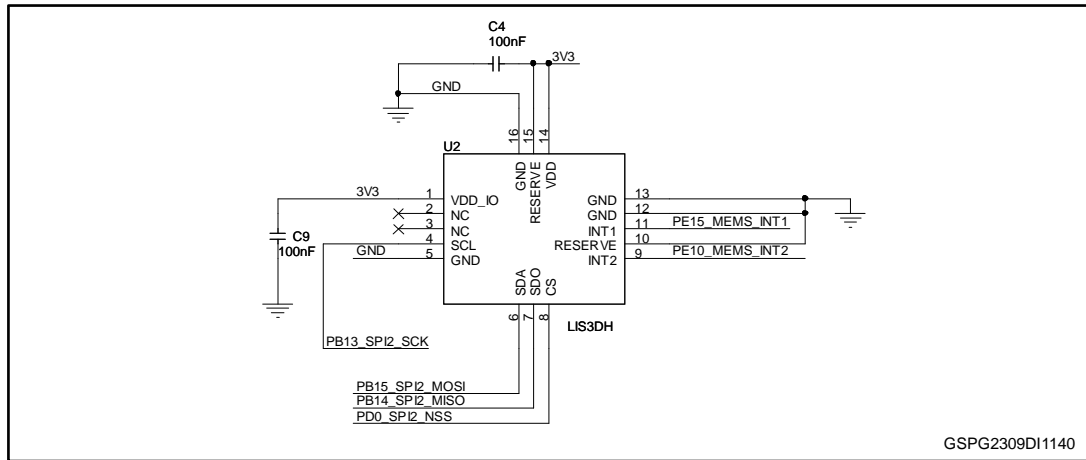 C4
100nF
3V3
GND
16
15
14
U2
GND
RESERVE
VDD
3V3
1
VDD_IO
GND
13
2
NC
GND
12
3
NC
INT1
11
PE15_MEMS_INT1
C9
100nF
4
SCL
RESERVE
10
GND
5
GND
INT2
9
PE10_MEMS_INT2
SDA
SDO
CS
6
7
8
LIS3DH
PB13_SPI2_SCK
PB15_SPI2_MOSI
PB14_SPI2_MISO
PD0_SPI2_NSS
GSPG2309DI1140